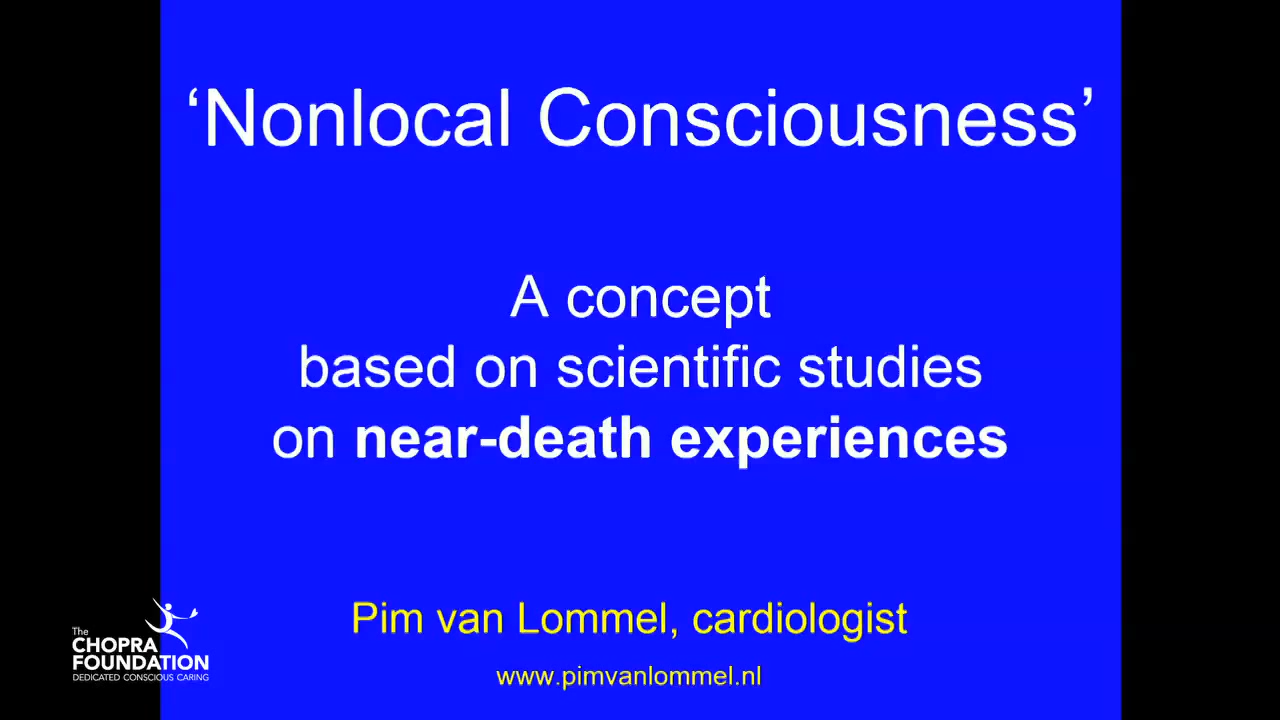 ‘Nonlocal Consciousness’
A concept
based on scientific studies
on near-death experiences
Pim van Lommel, cardiologist
www.pimvanlommel.nl
The
CHOPRA
FOUNDATION
DEDICATED CONSCIOUS CARING